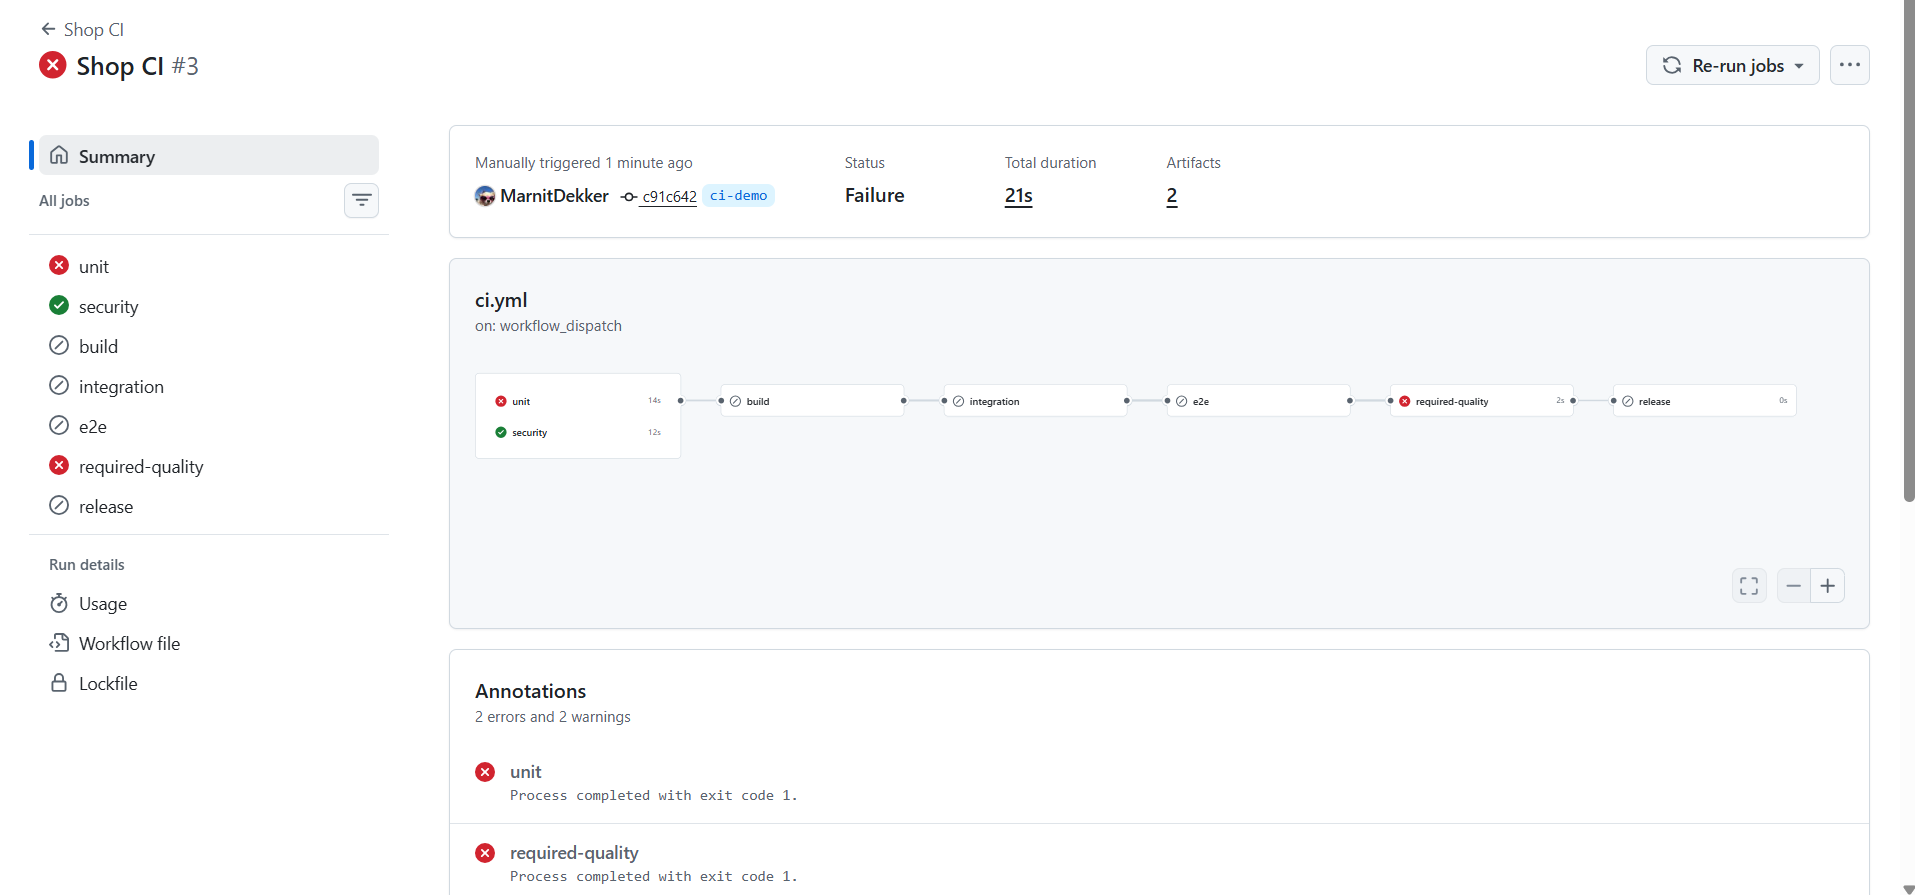 Shop CI
Shop CI #3
Re-run jobs
Summary
All jobs
unit
security
build
integration
e2e
required-quality
release
Run details
Usage
Workflow file
Lockfile
Manually triggered 1 minute ago
MarnitDekker c91c642 ci-demo
Status
Failure
Total duration
21s
Artifacts
2
ci.yml
on: workflow_dispatch
unit 14s
security 12s
build
integration
e2e
required-quality 2s
release 0s
Annotations
2 errors and 2 warnings
unit
Process completed with exit code 1.
required-quality
Process completed with exit code 1.